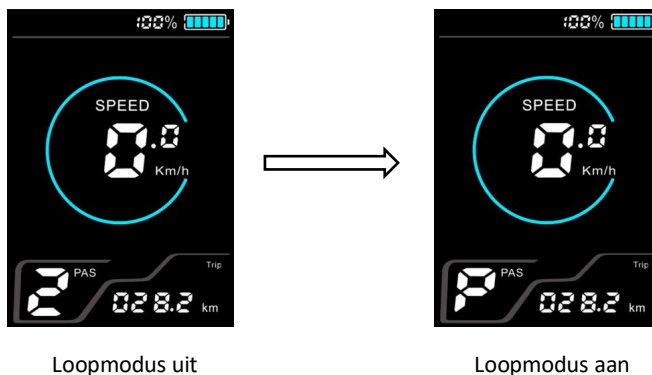 100%
SPEED
0.0
Km/h
2 PAS
Trip
028.2 km
100%
SPEED
0.0
Km/h
P PAS
Trip
028.2 km
Loopmodus uit
Loopmodus aan